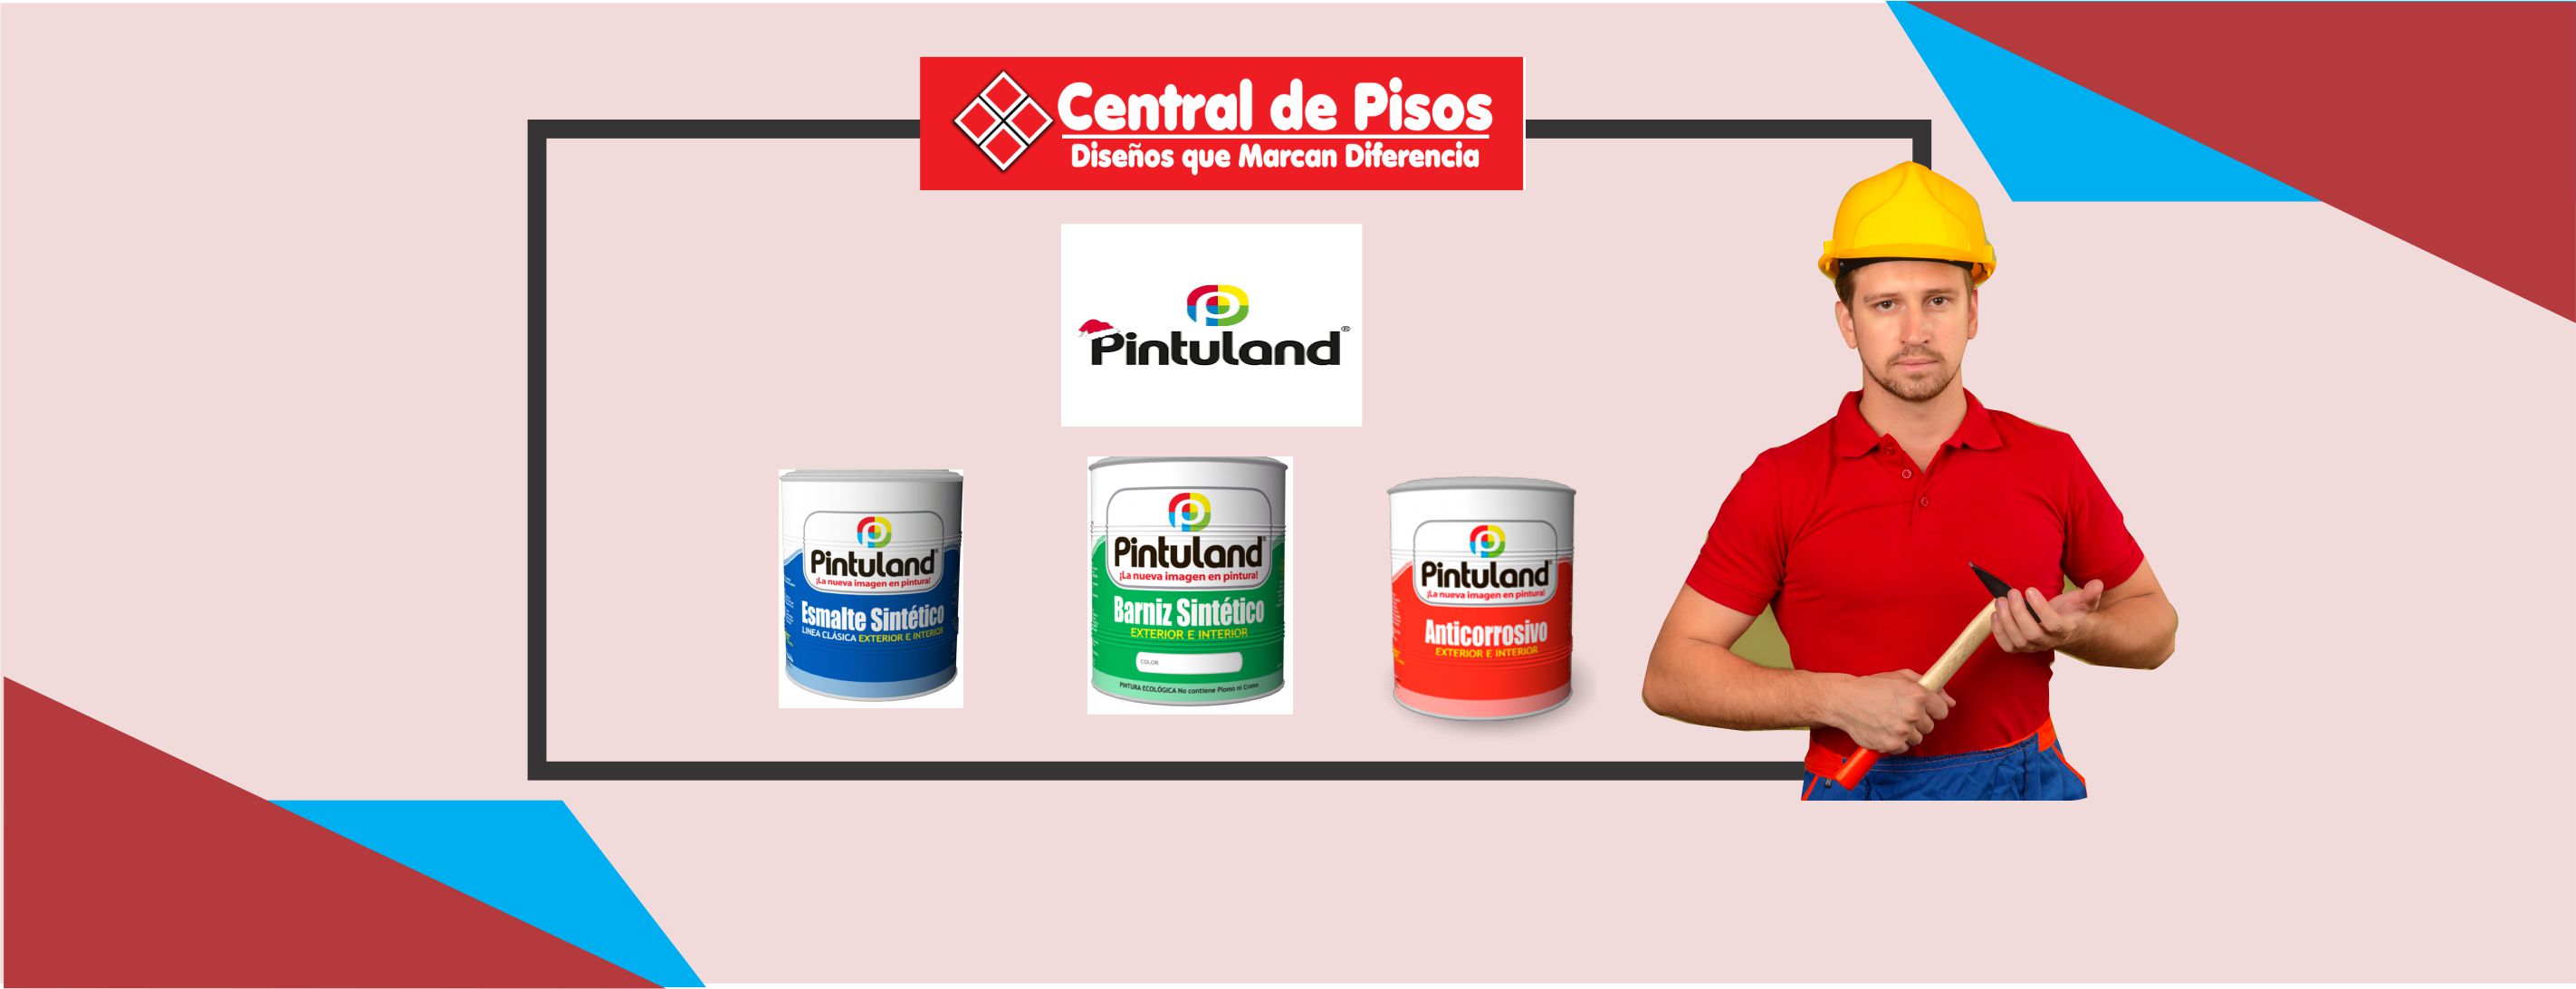 Central de Pisos
Diseños que Marcan Diferencia
Pintuland®
Pintuland®
¡La nueva imagen en pintura!
Esmalte Sintético
LINEA CLÁSICA EXTERIOR E INTERIOR
Pintuland®
¡La nueva imagen en pintura!
Barniz Sintético
EXTERIOR E INTERIOR
COLOR
PINTURA ECOLÓGICA No contiene Plomo ni Cromo
Pintuland®
¡La nueva imagen en pintura!
Anticorrosivo
EXTERIOR E INTERIOR